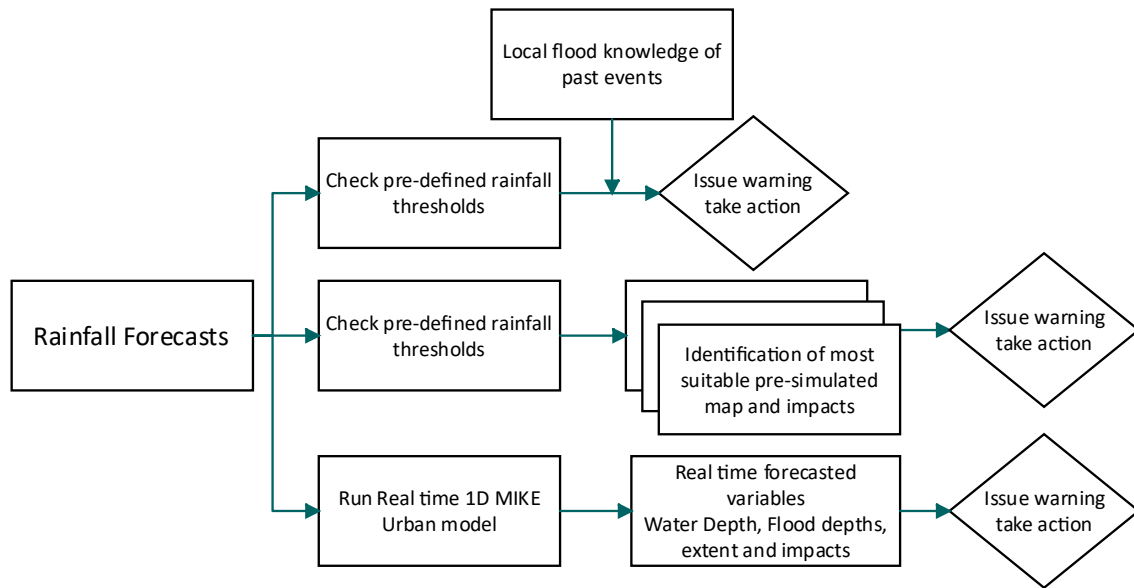 Local flood knowledge of
past events
Check pre-defined rainfall
thresholds
Issue warning
take action
Rainfall Forecasts
Check pre-defined rainfall
thresholds
Identification of most
suitable pre-simulated
map and impacts
Issue warning
take action
Run Real time 1D MIKE
Urban model
Real time forecasted
variables
Water Depth, Flood depths,
extent and impacts
Issue warning
take action